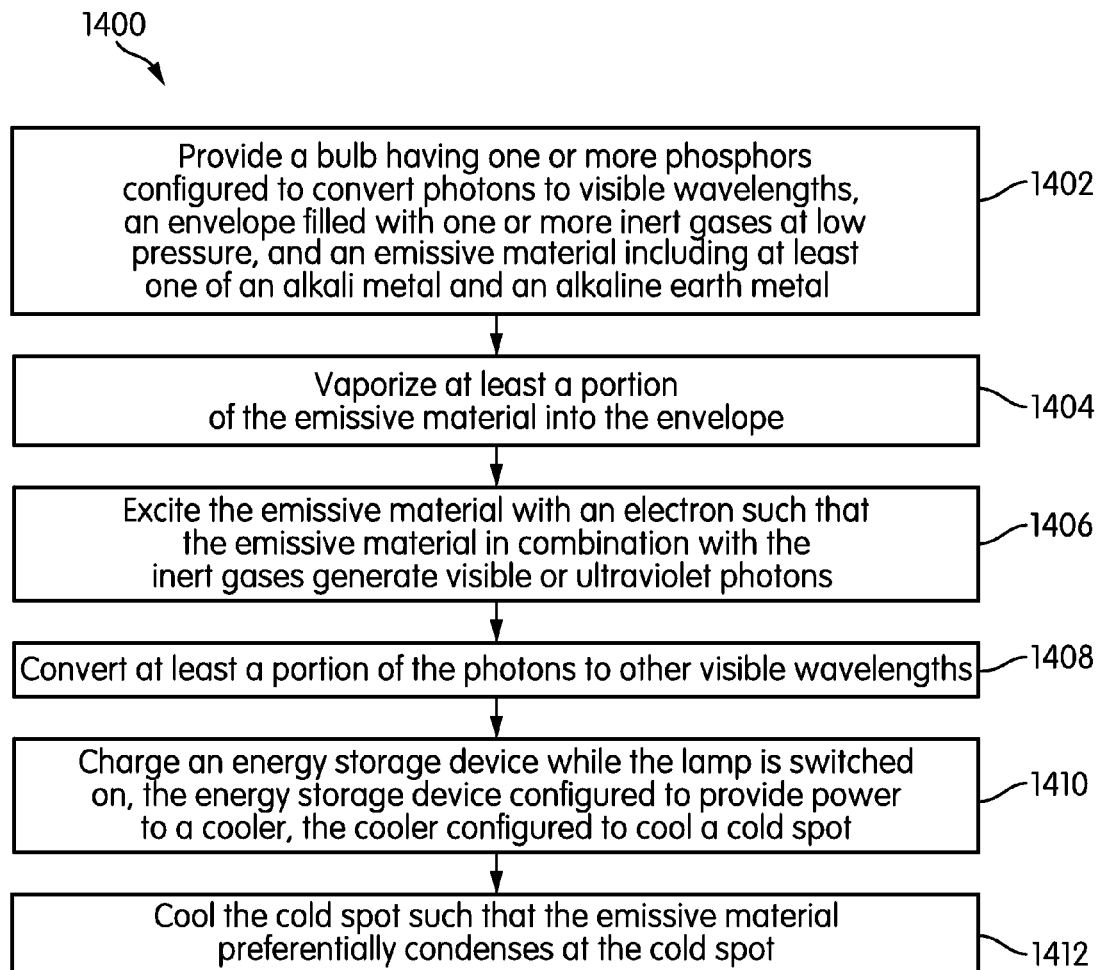 1400
Provide a bulb having one or more phosphors
configured to convert photons to visible wavelengths,
an envelope filled with one or more inert gases at low
pressure, and an emissive material including at least
one of an alkali metal and an alkaline earth metal
1402
Vaporize at least a portion
of the emissive material into the envelope
1404
Excite the emissive material with an electron such that
the emissive material in combination with the
inert gases generate visible or ultraviolet photons
1406
Convert at least a portion of the photons to other visible wavelengths
1408
Charge an energy storage device while the lamp is switched
on, the energy storage device configured to provide power
to a cooler, the cooler configured to cool a cold spot
1410
Cool the cold spot such that the emissive material
preferentially condenses at the cold spot
1412